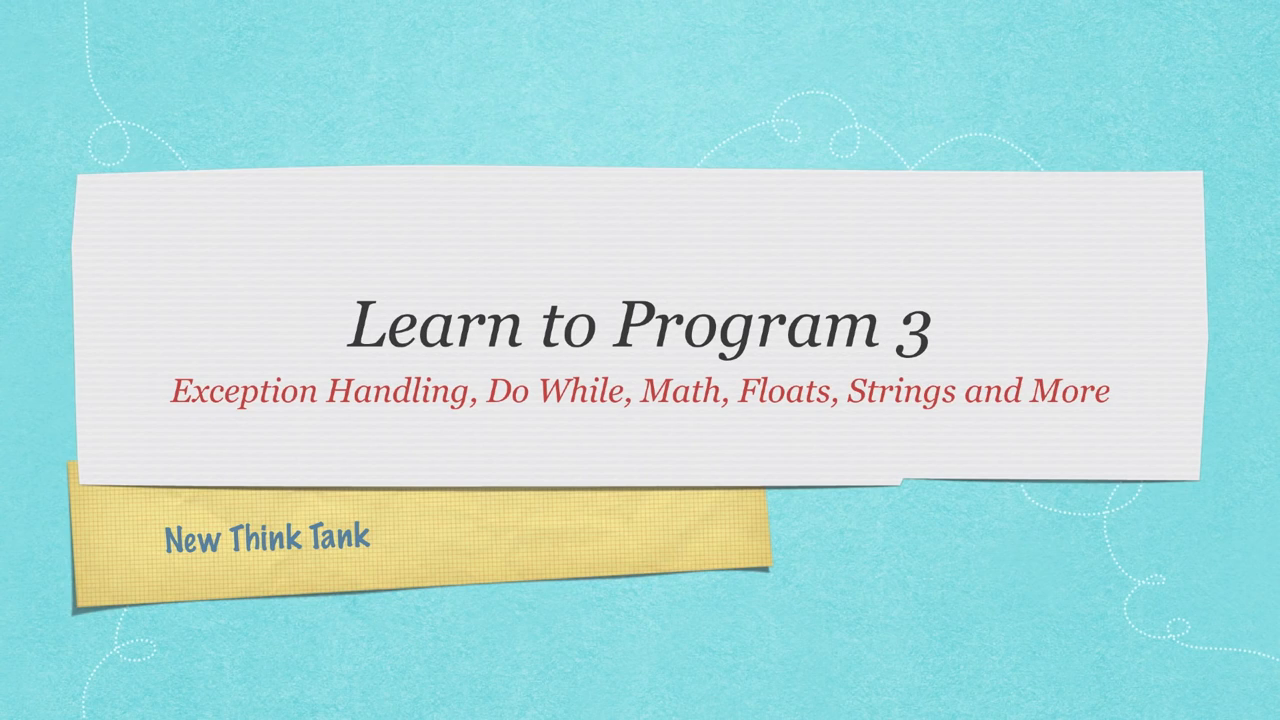 Learn to Program 3
Exception Handling, Do While, Math, Floats, Strings and More
New Think Tank